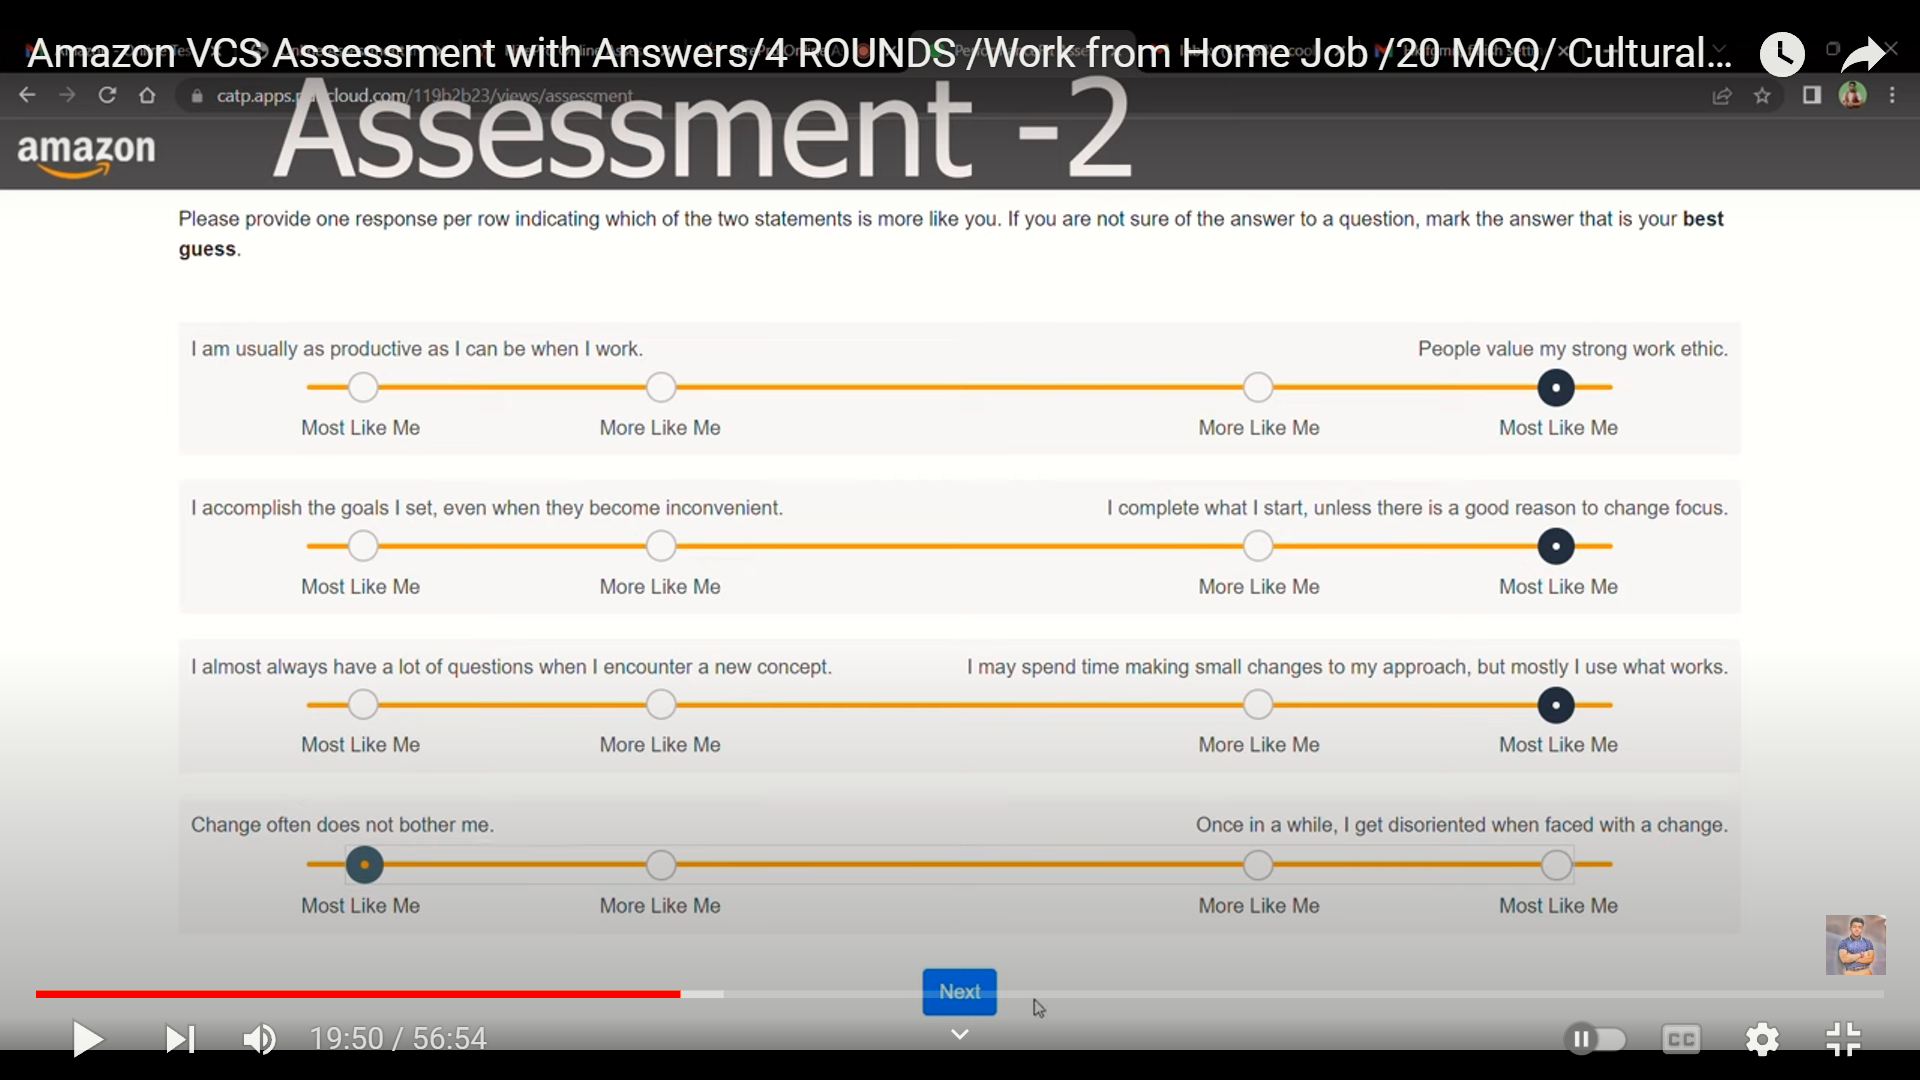 Amazon VCS Assessment with Answers/4 ROUNDS /Work from Home Job /20 MCQ/ Cultural...
amazon
Assessment -2
Please provide one response per row indicating which of the two statements is more like you. If you are not sure of the answer to a question, mark the answer that is your best
guess.
I am usually as productive as I can be when I work. People value my strong work ethic.
Most Like Me More Like Me More Like Me Most Like Me
I accomplish the goals I set, even when they become inconvenient. I complete what I start, unless there is a good reason to change focus.
Most Like Me More Like Me More Like Me Most Like Me
I almost always have a lot of questions when I encounter a new concept. I may spend time making small changes to my approach, but mostly I use what works.
Most Like Me More Like Me More Like Me Most Like Me
Change often does not bother me. Once in a while, I get disoriented when faced with a change.
Most Like Me More Like Me More Like Me Most Like Me
Next
19:50 / 56:54 CC